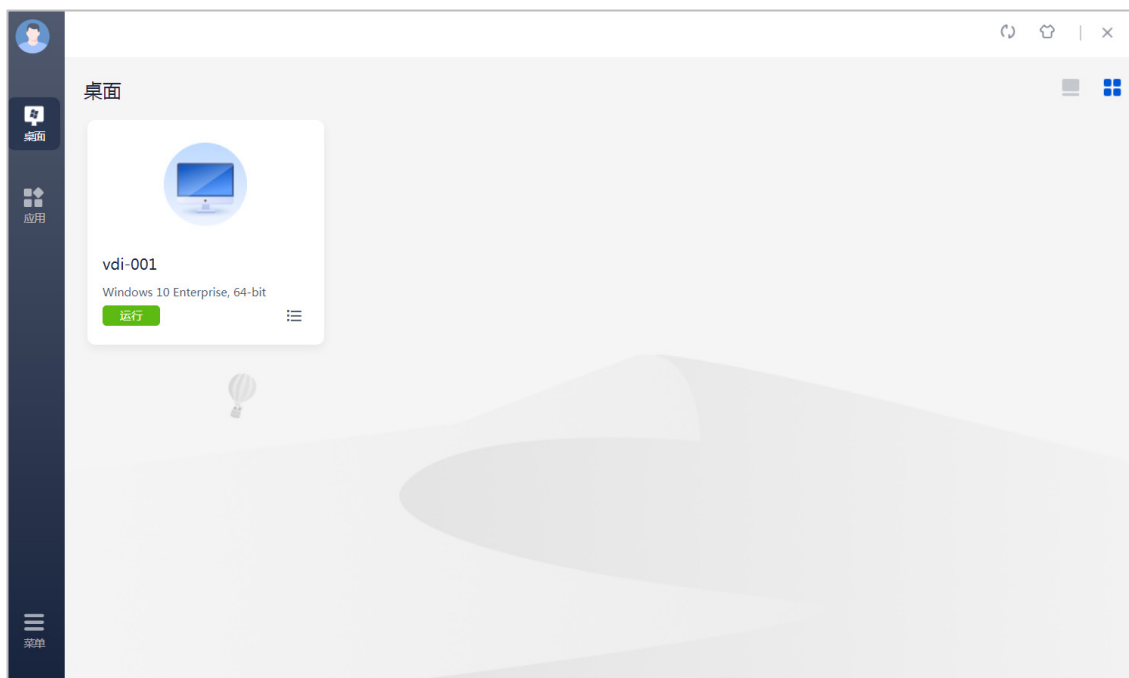 桌面
桌面
应用
vdi-001
Windows 10 Enterprise, 64-bit
运行
菜单